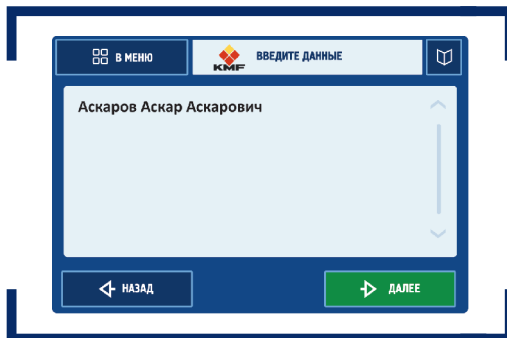 В МЕНЮ
KMF
ВВЕДИТЕ ДАННЫЕ
Аскаров Аскар Аскарович
НАЗАД
ДАЛЕЕ